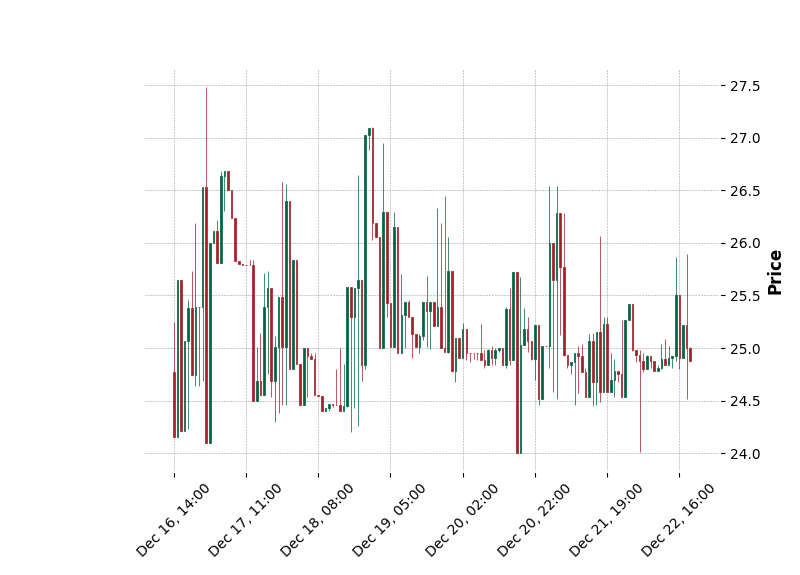 27.5
27.0
26.5
26.0
25.5
25.0
24.5
24.0
Price
Dec 16, 14:00
Dec 17, 11:00
Dec 18, 08:00
Dec 19, 05:00
Dec 20, 02:00
Dec 20, 22:00
Dec 21, 19:00
Dec 22, 16:00